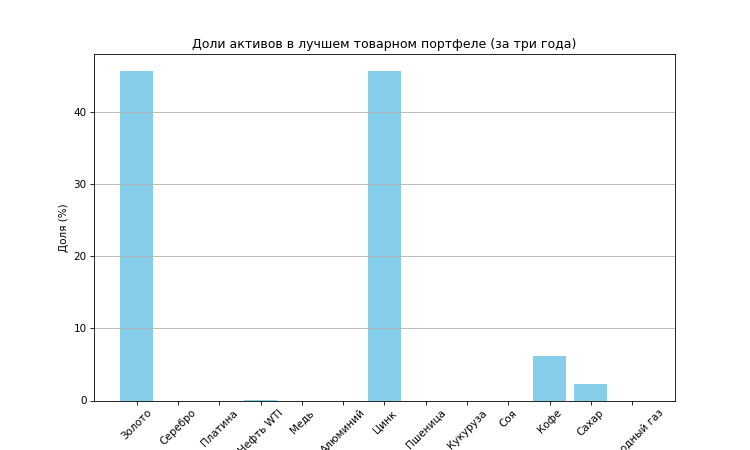 Доли активов в лучшем товарном портфеле (за три года)
Доля (%)
40
30
20
10
0
Золото
Серебро
Платина
Нефть WTI
Медь
Алюминий
Цинк
Пшеница
Кукуруза
Соя
Кофе
Сахар
газ